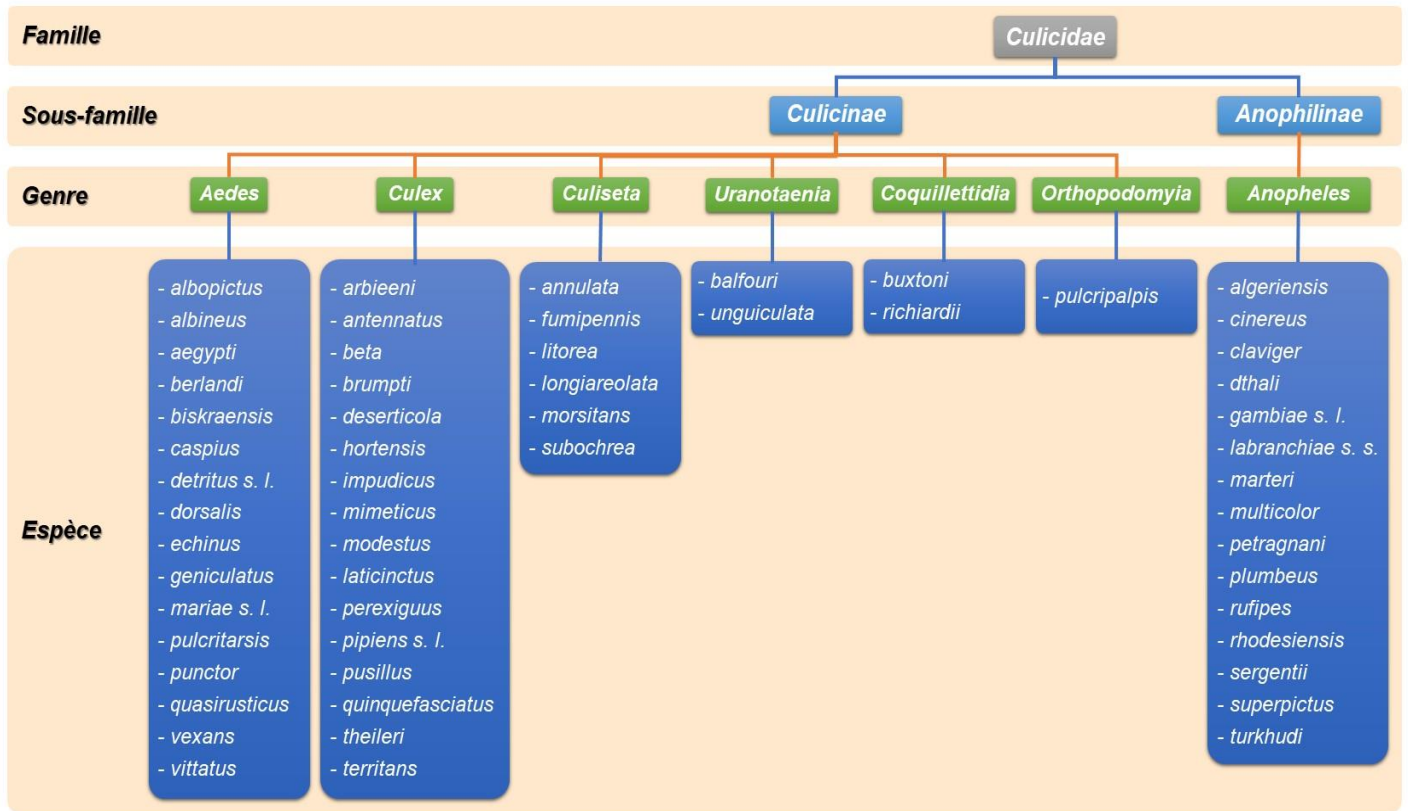 Famille
Culicidae
Sous-famille
Culicinae
Anophilinae
Genre
Aedes
Culex
Culiseta
Uranotaenia
Coquillettidia
Orthopodomyia
Anopheles
Espèce
- albopictus
- albineus
- aegypti
- berlandi
- biskraensis
- caspius
- detritus s. l.
- dorsalis
- echinus
- geniculatus
- mariae s. l.
- pulcritarsis
- punctor
- quasirusticus
- vexans
- vittatus
- arbieeni
- antennatus
- beta
- brumpti
- deserticola
- hortensis
- impudicus
- mimeticus
- modestus
- laticinctus
- perexiguus
- pipiens s. l.
- pusillus
- quinquefasciatus
- theileri
- territans
- annulata
- fumipennis
- litorea
- longiareolata
- morsitans
- subochrea
- balfouri
- unguiculata
- buxtoni
- richiardii
- pulcripalpis
- algeriensis
- cinereus
- claviger
- dthali
- gambiae s. l.
- labranchiae s. s.
- marteri
- multicolor
- petragnani
- plumbeus
- rufipes
- rhodesiensis
- sergentii
- superpictus
- turkhudi